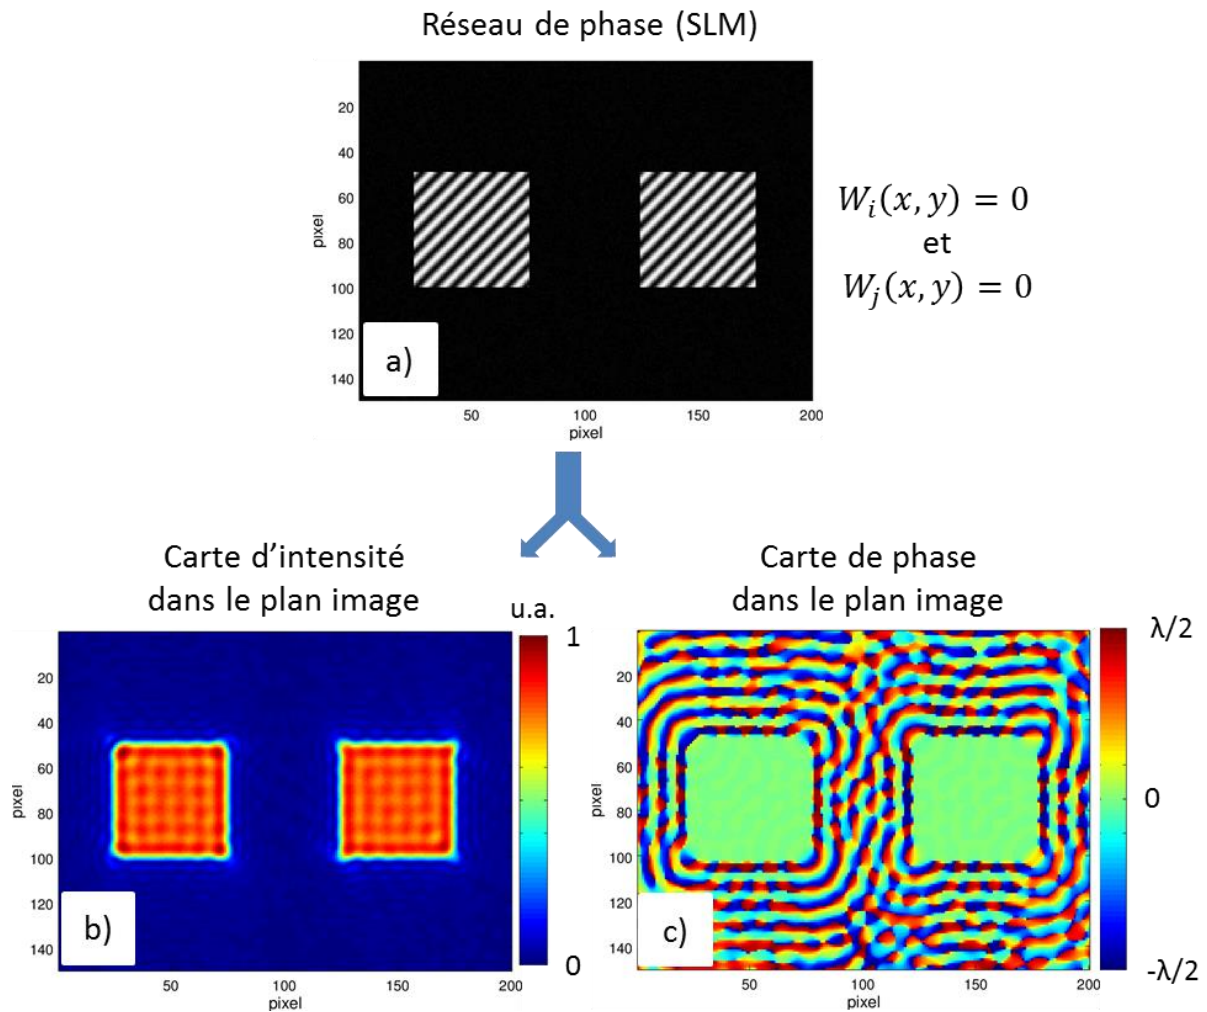 Réseau de phase (SLM)
20
40
60
80
100
120
140
pixel
50
100
150
200
pixel
a)
W_i(x, y) = 0
et
W_j(x, y) = 0
Carte d’intensité
dans le plan image
u.a.
1
0
20
40
60
80
100
120
140
pixel
50
100
150
200
pixel
b)
Carte de phase
dans le plan image
λ/2
0
-λ/2
20
40
60
80
100
120
140
pixel
50
100
150
200
pixel
c)